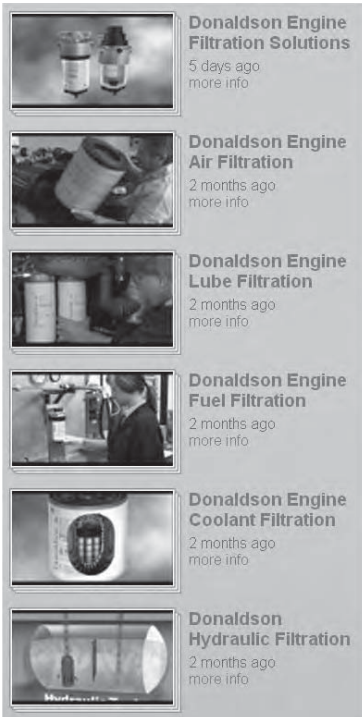 Donaldson Engine
Filtration Solutions
5 days ago
more info
Donaldson Engine
Air Filtration
2 months ago
more info
Donaldson Engine
Lube Filtration
2 months ago
more info
Donaldson Engine
Fuel Filtration
2 months ago
more info
Donaldson Engine
Coolant Filtration
2 months ago
more info
Donaldson
Hydraulic Filtration
2 months ago
more info